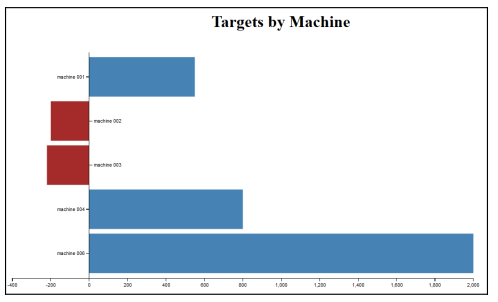 Targets by Machine
machine 001
machine 002
machine 003
machine 004
machine 006
-400 -200 0 200 400 600 800 1,000 1,200 1,400 1,600 1,800 2,000